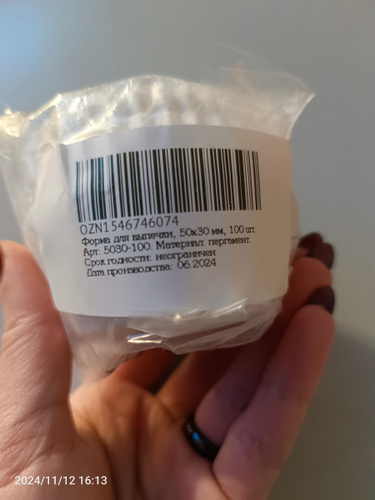 OZN1546746074
Форма для выпечки, 50х30 мм, 100 шт.
Арт. 5030-100. Материал: пергамент.
Срок годности: неограничен
Дата производства: 06.2024
2024/11/12 16:13